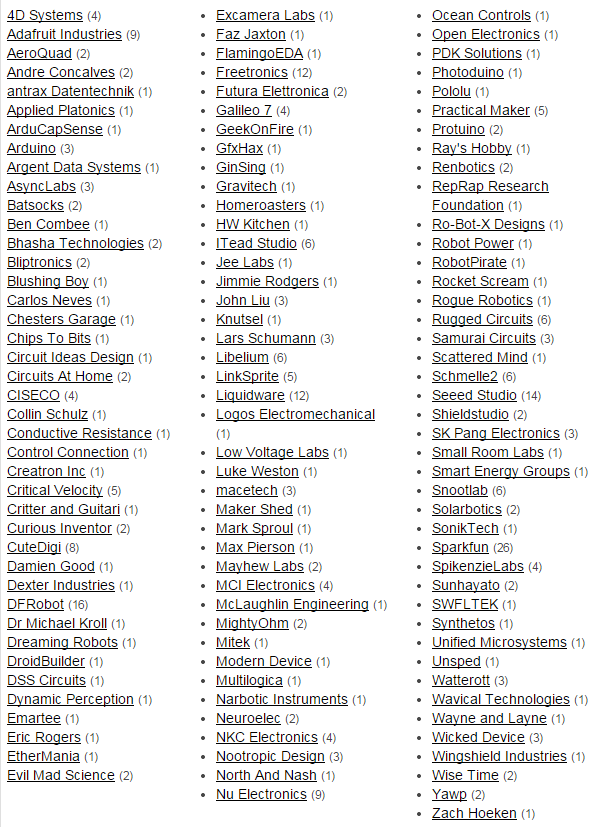 4D Systems (4)
Adafruit Industries (9)
AeroQuad (2)
Andre Concalves (2)
antrax Datentechnik (1)
Applied Platonics (1)
ArduCapSense (1)
Arduino (3)
Argent Data Systems (1)
AsyncLabs (3)
Batsocks (2)
Ben Combee (1)
Bhasha Technologies (2)
Bliptronics (2)
Blushing Boy (1)
Carlos Neves (1)
Chesters Garage (1)
Chips To Bits (1)
Circuit Ideas Design (1)
Circuits At Home (2)
CISECO (4)
Collin Schulz (1)
Conductive Resistance (1)
Control Connection (1)
Creatron Inc (1)
Critical Velocity (5)
Critter and Guitari (1)
Curious Inventor (2)
CuteDigi (8)
Damien Good (1)
Dexter Industries (1)
DFRobot (16)
Dr Michael Kroll (1)
Dreaming Robots (1)
DroidBuilder (1)
DSS Circuits (1)
Dynamic Perception (1)
Emartee (1)
Eric Rogers (1)
EtherMania (1)
Evil Mad Science (2)
• Excamera Labs (1)
• Faz Jaxton (1)
• FlamingoEDA (1)
• Freetronics (12)
• Futura Elettronica (2)
• Galileo 7 (4)
• GeekOnFire (1)
• GfxHax (1)
• GinSing (1)
• Gravitech (1)
• Homeroasters (1)
• HW Kitchen (1)
• ITead Studio (6)
• Jee Labs (1)
• Jimmie Rodgers (1)
• John Liu (3)
• Knutsel (1)
• Lars Schumann (3)
• Libelium (6)
• LinkSprite (5)
• Liquidware (12)
• Logos Electromechanical
(1)
• Low Voltage Labs (1)
• Luke Weston (1)
• macetech (3)
• Maker Shed (1)
• Mark Sproul (1)
• Max Pierson (1)
• Mayhew Labs (2)
• MCI Electronics (4)
• McLaughlin Engineering (1)
• MightyOhm (2)
• Mitek (1)
• Modern Device (1)
• Multilogica (1)
• Narbotic Instruments (1)
• Neuroelec (2)
• NKC Electronics (4)
• Nootropic Design (3)
• North And Nash (1)
• Nu Electronics (9)
• Ocean Controls (1)
• Open Electronics (1)
• PDK Solutions (1)
• Photoduino (1)
• Pololu (1)
• Practical Maker (5)
• Protuino (2)
• Ray's Hobby (1)
• Renbotics (2)
• RepRap Research
Foundation (1)
• Ro-Bot-X Designs (1)
• Robot Power (1)
• RobotPirate (1)
• Rocket Scream (1)
• Rogue Robotics (1)
• Rugged Circuits (6)
• Samurai Circuits (3)
• Scattered Mind (1)
• Schmelle2 (6)
• Seeed Studio (14)
• Shieldstudio (2)
• SK Pang Electronics (3)
• Small Room Labs (1)
• Smart Energy Groups (1)
• Snootlab (6)
• Solarbotics (2)
• SonikTech (1)
• Sparkfun (26)
• SpikenzieLabs (4)
• Sunhayato (2)
• SWFLTEK (1)
• Synthetos (1)
• Unified Microsystems (1)
• Unsped (1)
• Watterott (3)
• Wavical Technologies (1)
• Wayne and Layne (1)
• Wicked Device (3)
• Wingshield Industries (1)
• Wise Time (2)
• Yawp (2)
• Zach Hoeken (1)